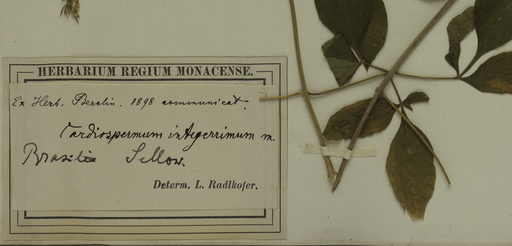 HERBARIUM REGIUM MONACENSE.
Ex Herb. Berolin. 1898 communicat.
Cardiospermum integerrimum m.
Brasilia Sellow.
Determ. L. Radlkofer.